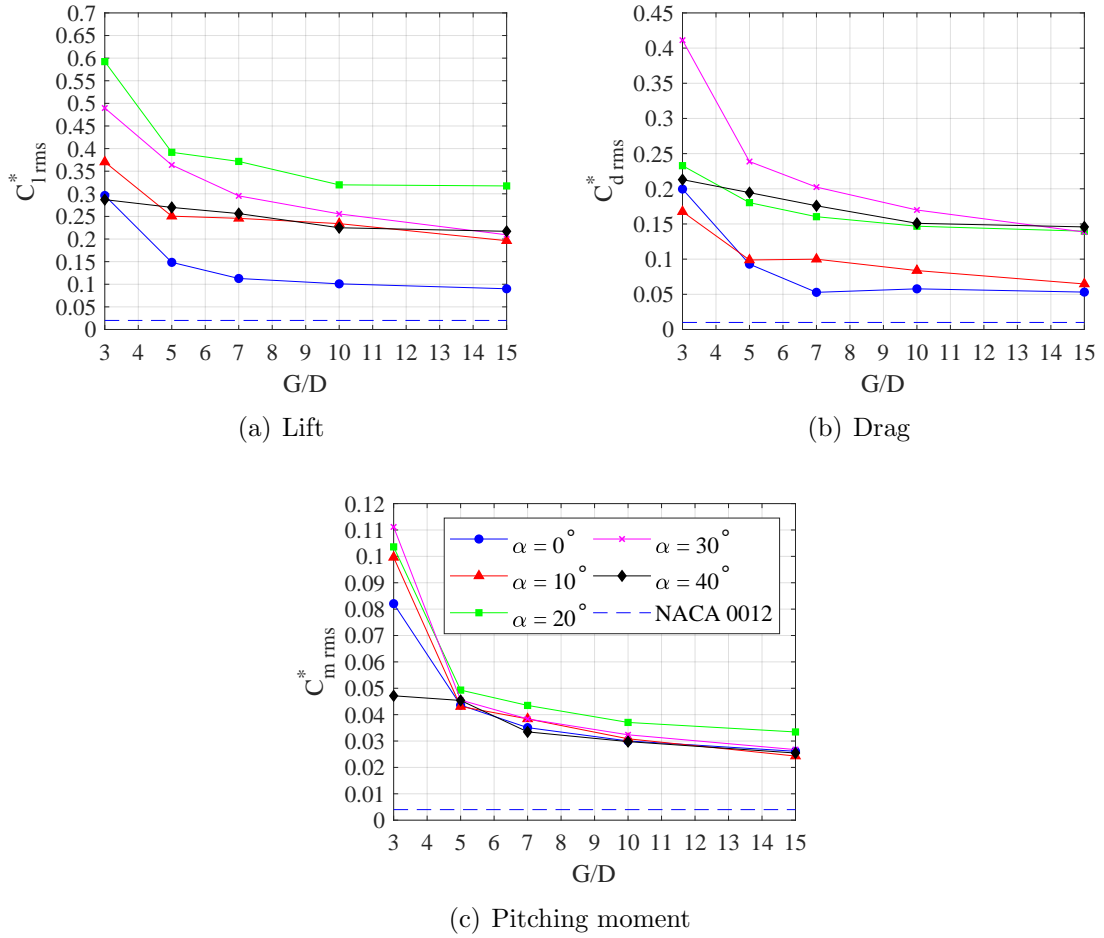 0.7
0.65
0.6
0.55
0.5
0.45
0.4
0.35
0.3
0.25
0.2
0.15
0.1
0.05
0
C*l rms
3 4 5 6 7 8 9 10 11 12 13 14 15
G/D
(a) Lift
0.45
0.4
0.35
0.3
0.25
0.2
0.15
0.1
0.05
0
C*d rms
3 4 5 6 7 8 9 10 11 12 13 14 15
G/D
(b) Drag
0.12
0.11
0.1
0.09
0.08
0.07
0.06
0.05
0.04
0.03
0.02
0.01
0
C*m rms
α = 0° α = 30°
α = 10° α = 40°
α = 20° NACA 0012
3 4 5 6 7 8 9 10 11 12 13 14 15
G/D
(c) Pitching moment